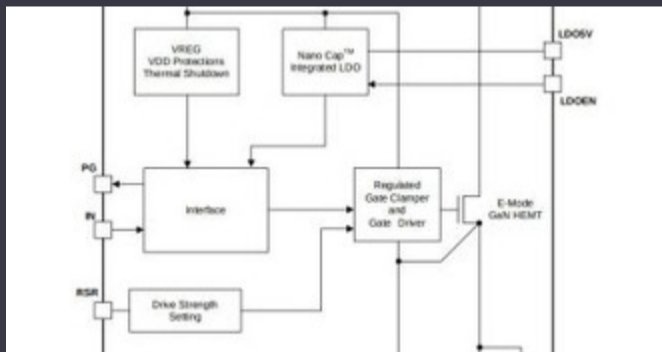 LDO5V
VREG
VDD Protections
Thermal Shutdown
Nano Cap™
Integrated LDO
LDOEN
PG
Interface
Regulated
Gate Clamper
and
Gate Driver
E-Mode
GaN HEMT
IN
RSR
Drive Strength
Setting